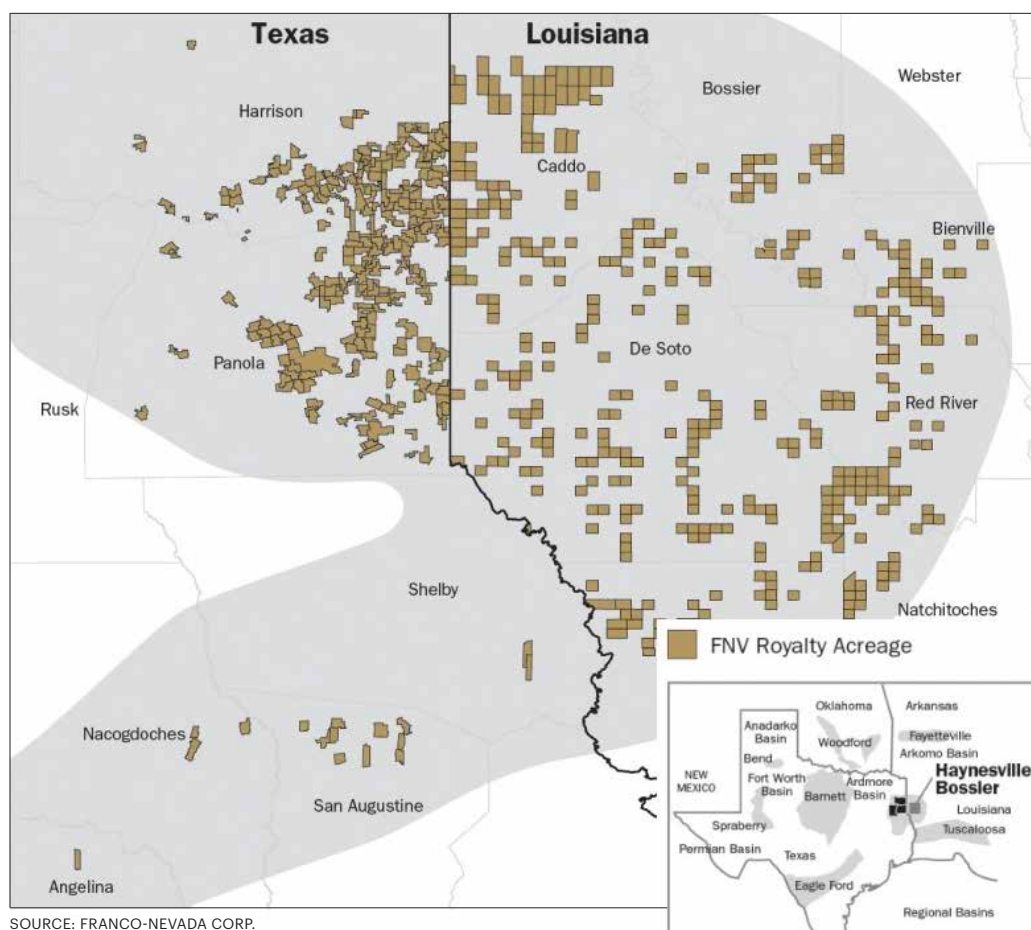 Texas
Louisiana
Webster
Bossier
Harrison
Caddo
Bienville
De Soto
Panola
Rusk
Red River
Shelby
Natchitoches
FNV Royalty Acreage
Nacogdoches
San Augustine
Angelina
Oklahoma
Arkansas
Anadarko
Basin
Woodford
Fayetteville
Arkomo Basin
Bend
NEW
MEXICO
Fort Worth
Basin
Barnett
Ardmore
Basin
Haynesville
Bossler
Louisiana
Spraberry
Tuscaloosa
Permian Basin
Texas
Eagle Ford
Regional Basins
SOURCE: FRANCO-NEVADA CORP.